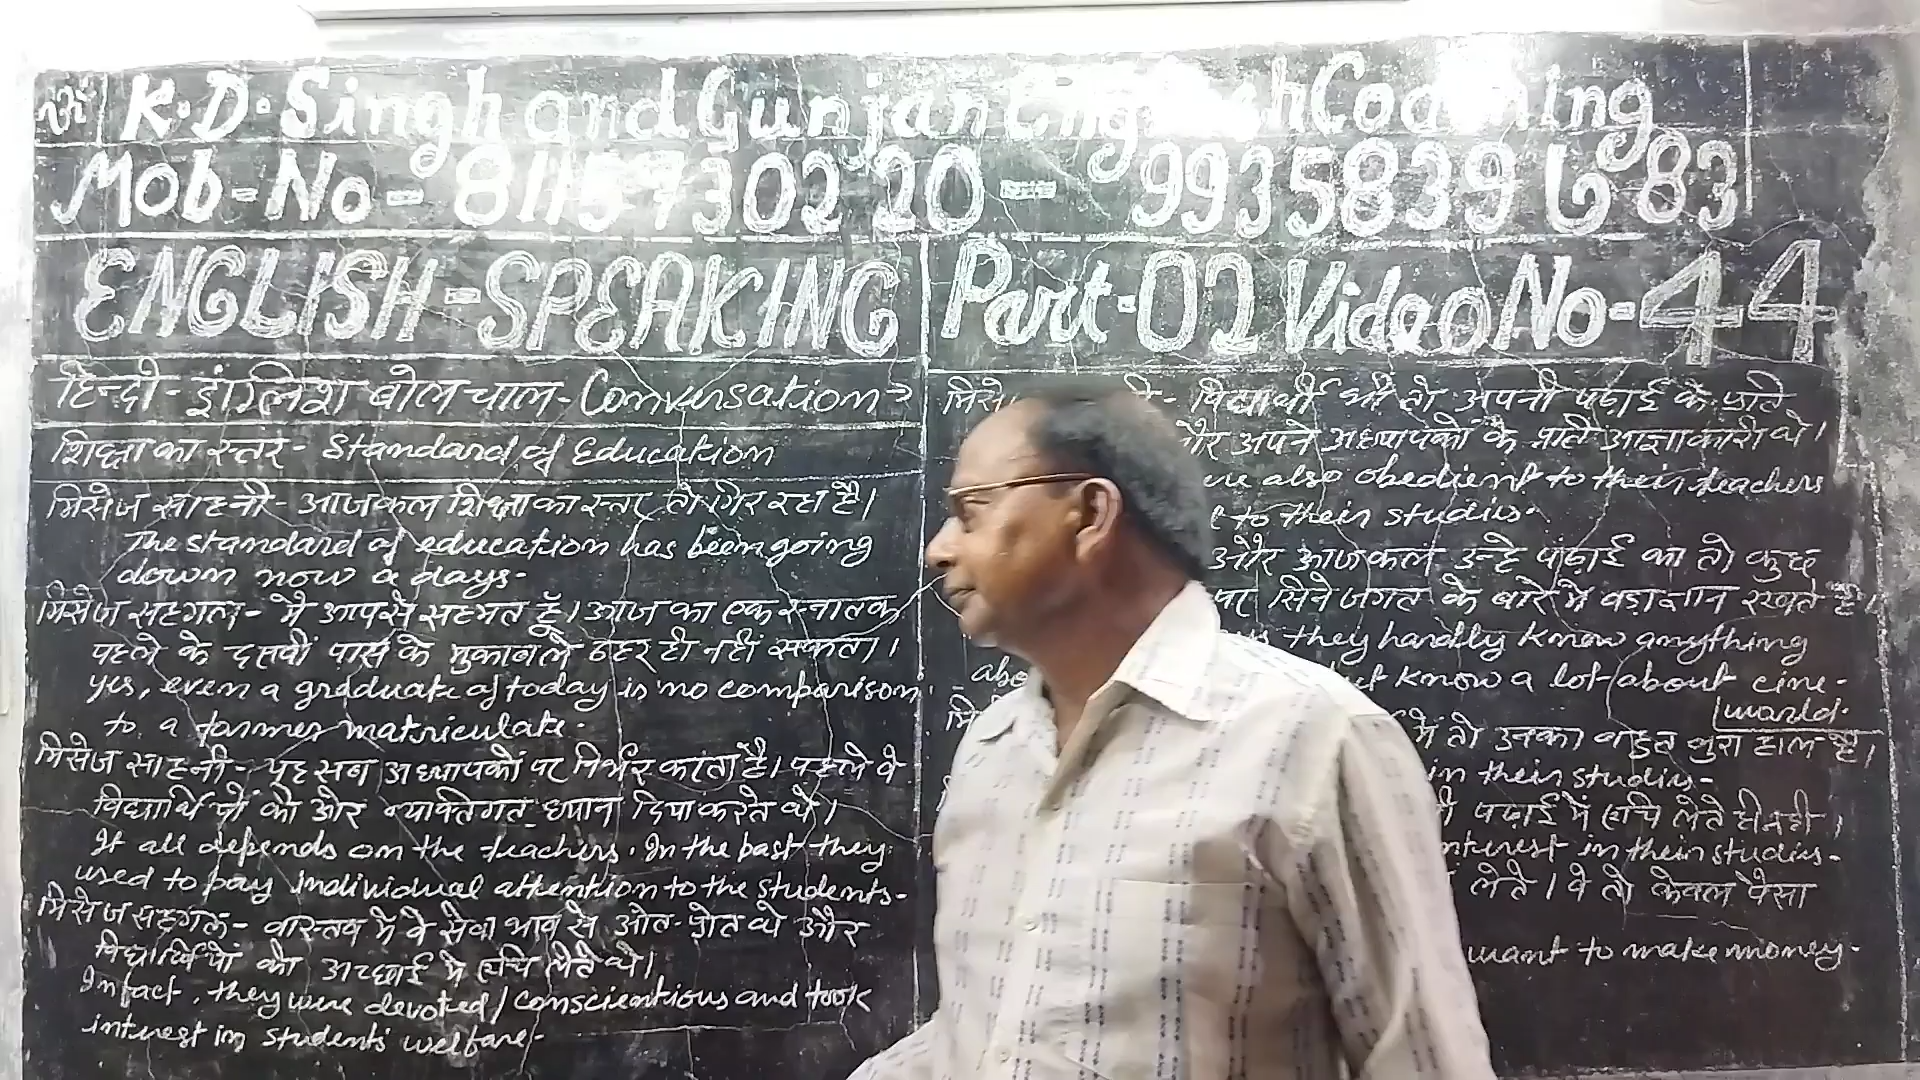 K.D. Singh and Gunjan English Coaching
Mob-No- 8115730220 - 9935839683
ENGLISH-SPEAKING
हिन्दी-इंग्लिश बोलचाल-Conversation→
शिक्षा का स्तर- Standard of Education
मिसेज साहनी- आजकल शिक्षा का स्तर तो गिर रहा है।
The standard of education has been going
down now a days-
मिसेज सहगल- मैं आपसे सहमत हूँ। आज का एक स्नातक
पहले के दसवीं पास के मुकाबले ठहर ही नहीं सकता।
yes, even a graduate of today is no comparison
to a former matriculate.
मिसेज साहनी- यह सब अध्यापकों पर निर्भर करता है। पहले वे
विद्यार्थियों की ओर व्यक्तिगत ध्यान दिया करते थे।
It all depends on the teachers. In the past they
used to pay individual attention to the students-
मिसेज सहगल- वास्तव में वे सेवा भाव से ओत-प्रोत थे और
विद्यार्थियों की अच्छाई में रुचि लेते थे।
Infact, they were devoted/conscientious and took
interest in students' welfare-
Part-02 Video No-44
मिसे - विद्यार्थी भी तो अपनी पढ़ाई के प्रति
और अपने अध्यापकों के प्रति आज्ञाकारी थे।
were also obedient to their teachers
to their studies.
और आजकल उन्हें पढ़ाई का तो कुछ
पर सिने जगत के बारे में बड़ा ज्ञान रखते है।
they hardly know anything
abo but know a lot about cine-
world.
में तो उनका बहुत बुरा हाल है।
in their studies-
पढ़ाई में रुचि लेते ही नहीं।
interest in their studies-
लेते। वे तो केवल पैसा
want to make money.